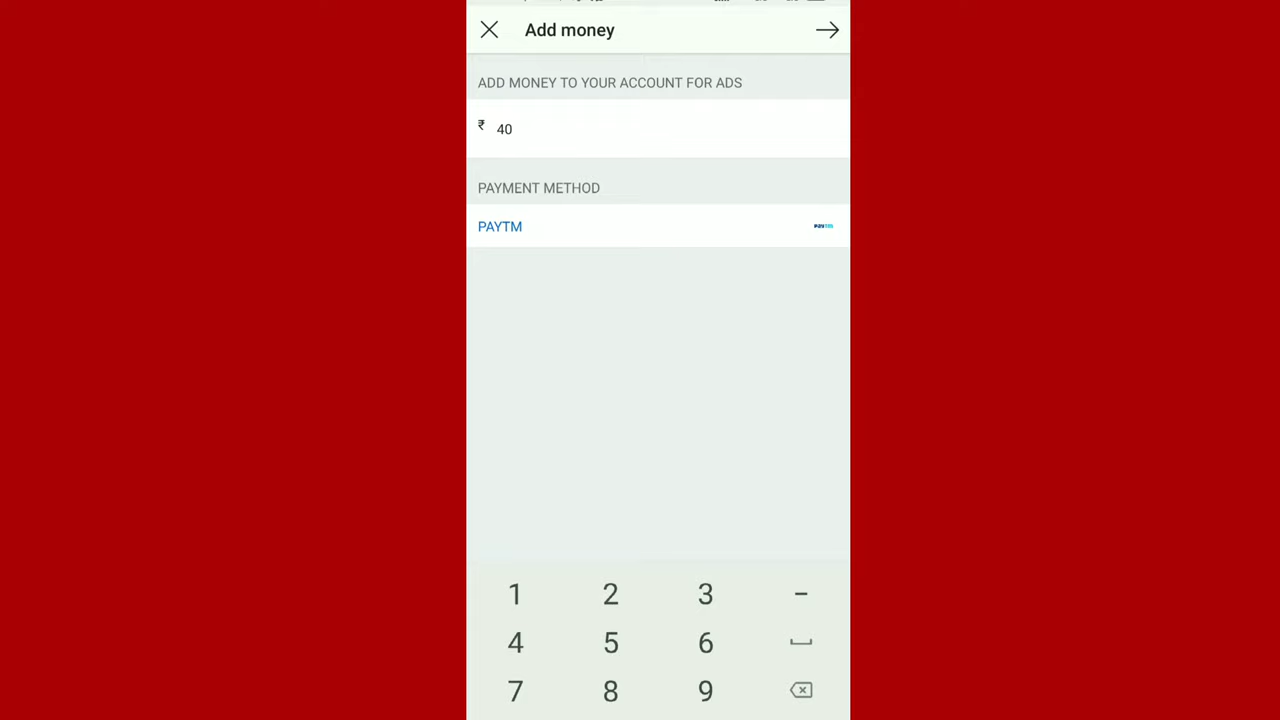 Add money
ADD MONEY TO YOUR ACCOUNT FOR ADS
₹ 40
PAYMENT METHOD
PAYTM paytm
1 2 3 -
4 5 6
7 8 9